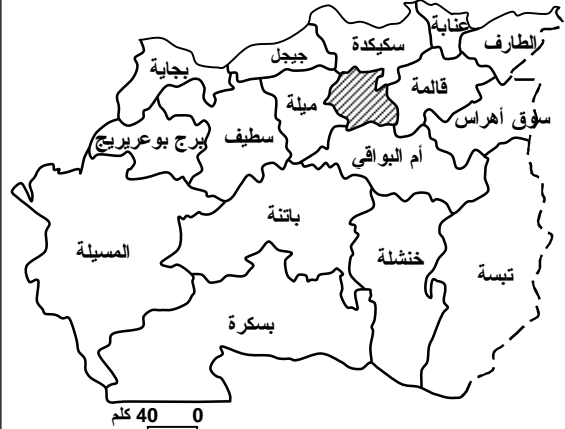 عنابة
الطارف
سكيكدة
جيجل
بجاية
قالمة
ميلة
سوق أهراس
سطيف
برج بوعريريج
أم البواقي
باتنة
المسيلة
خنشلة
تبسة
بسكرة
0 40 كلم